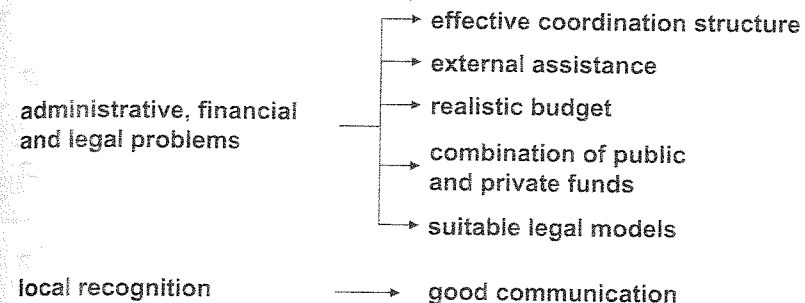 effective coordination structure
external assistance
administrative, financial
and legal problems
realistic budget
combination of public
and private funds
suitable legal models
local recognition
good communication